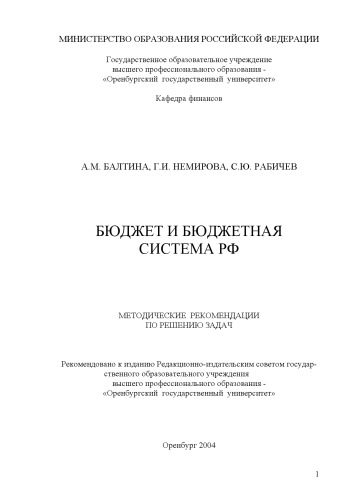 МИНИСТЕРСТВО ОБРАЗОВАНИЯ РОССИЙСКОЙ ФЕДЕРАЦИИ
Государственное образовательное учреждение
высшего профессионального образования -
«Оренбургский государственный университет»
Кафедра финансов
А.М. БАЛТИНА, Г.И. НЕМИРОВА, С.Ю. РАБИЧЕВ
БЮДЖЕТ И БЮДЖЕТНАЯ
СИСТЕМА РФ
МЕТОДИЧЕСКИЕ РЕКОМЕНДАЦИИ
ПО РЕШЕНИЮ ЗАДАЧ
Рекомендовано к изданию Редакционно-издательским советом государ-
ственного образовательного учреждения
высшего профессионального образования -
«Оренбургский государственный университет»
Оренбург 2004
1